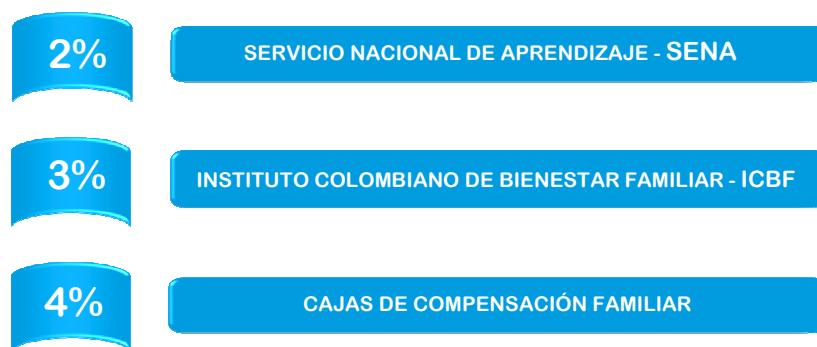 2% SERVICIO NACIONAL DE APRENDIZAJE - SENA
3% INSTITUTO COLOMBIANO DE BIENESTAR FAMILIAR - ICBF
4% CAJAS DE COMPENSACIÓN FAMILIAR